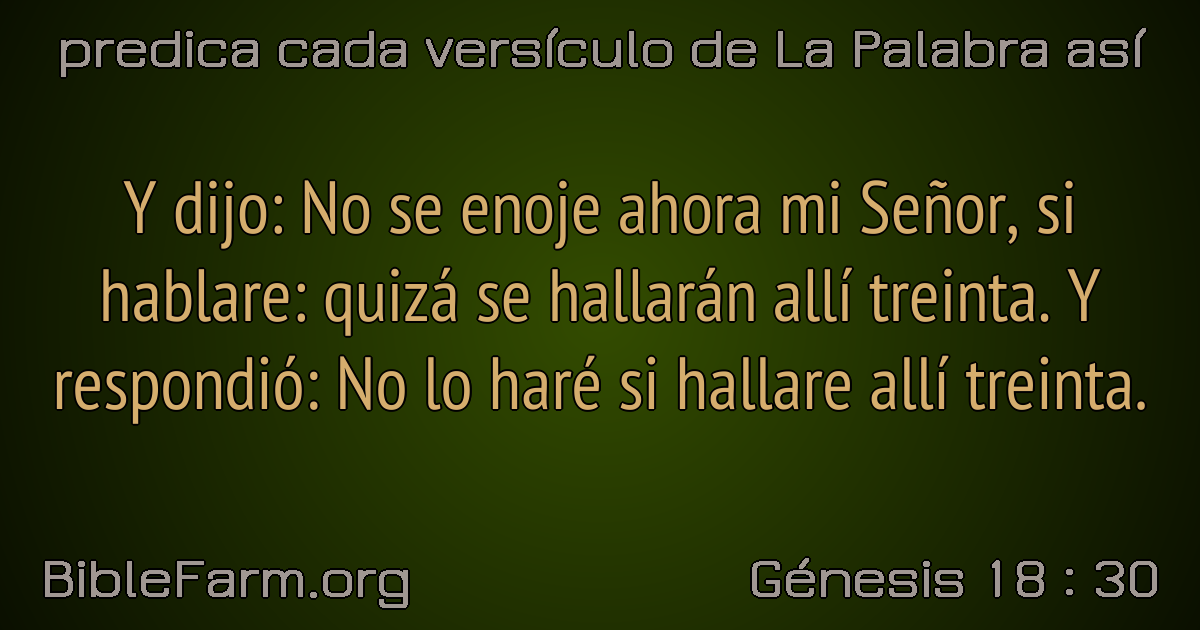 predica cada versículo de La Palabra así
Y dijo: No se enoje ahora mi Señor, si
hablare: quizá se hallarán allí treinta. Y
respondió: No lo haré si hallare allí treinta.
BibleFarm.org
Génesis 18 : 30